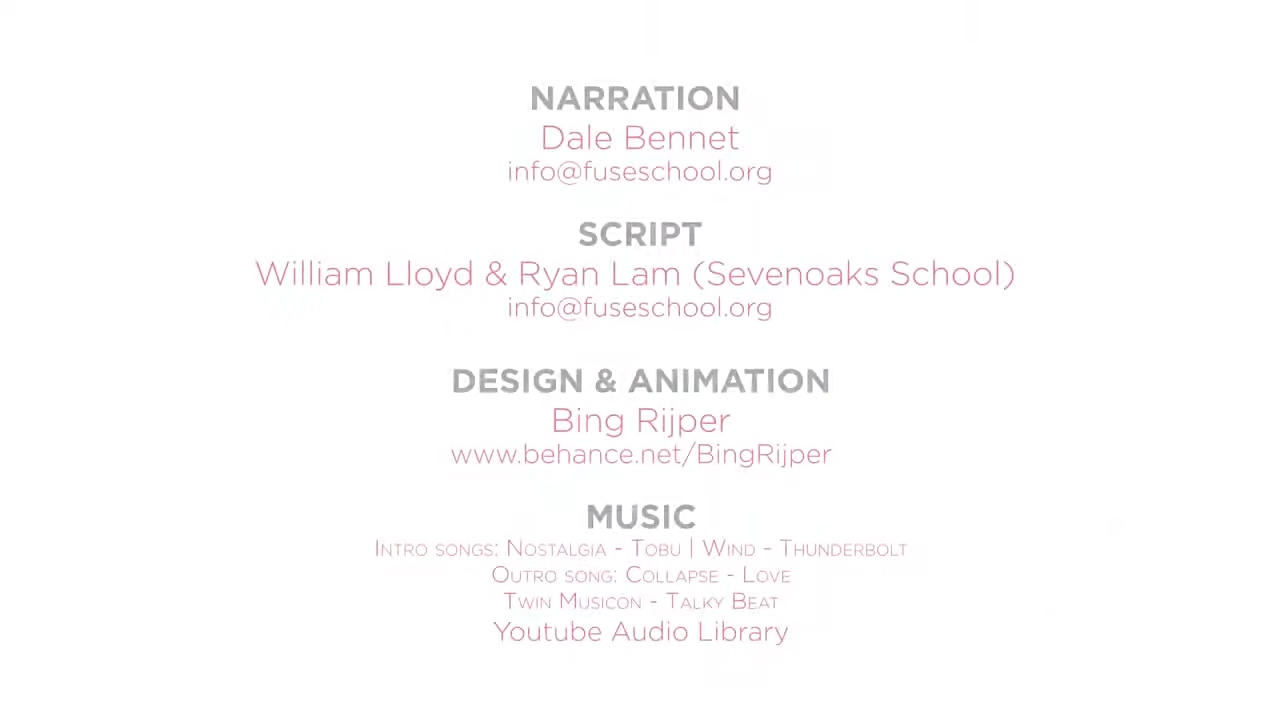 NARRATION
Dale Bennet
info@fuseschool.org
SCRIPT
William Lloyd & Ryan Lam (Sevenoaks School)
info@fuseschool.org
DESIGN & ANIMATION
Bing Rijper
www.behance.net/BingRijper
MUSIC
Intro songs: Nostalgia - Tobu | Wind - Thunderbolt
Outro song: Collapse - Love
Twin Musicon - Talky Beat
Youtube Audio Library